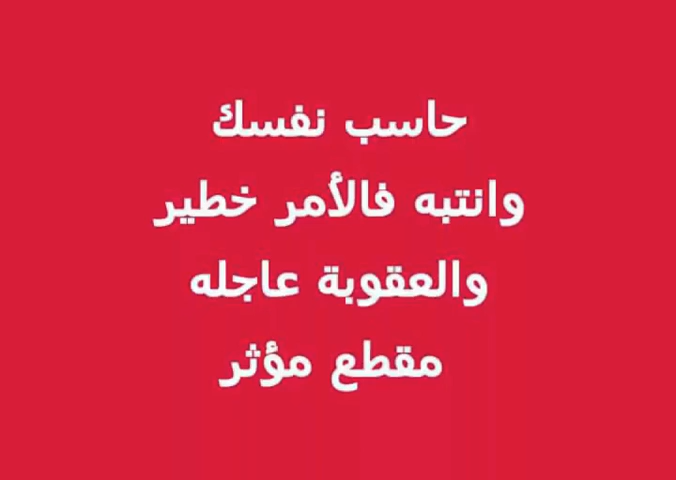 حاسب نفسك
وانتبه فالأمر خطير
والعقوبة عاجله
مقطع مؤثر